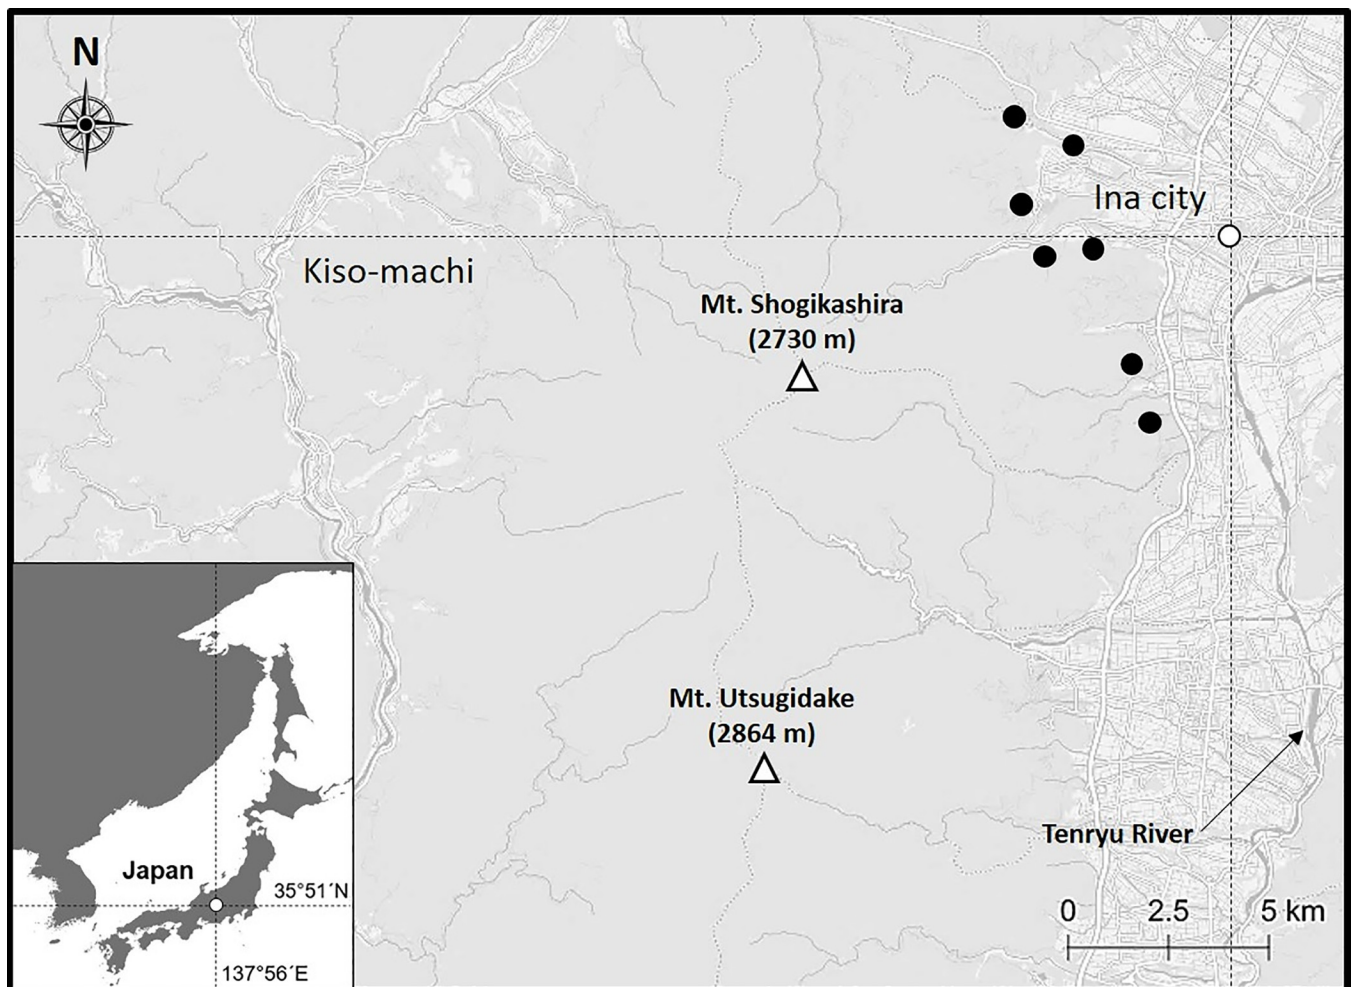 N
Ina city
Kiso-machi
Mt. Shogikashira
(2730 m)
Mt. Utsugidake
(2864 m)
Tenryu River
0 2.5 5 km
Japan
35°51´N
137°56´E